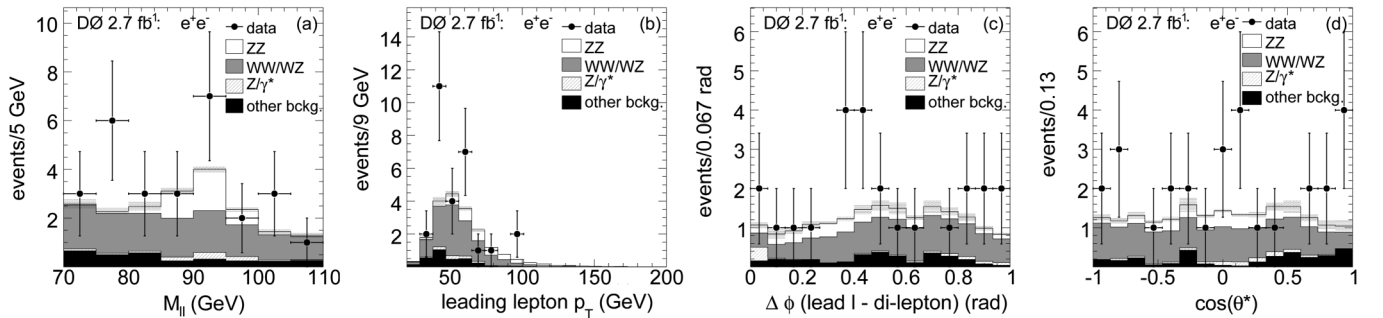 DØ 2.7 fb⁻¹: e⁺e⁻ (a)
data
ZZ
WW/WZ
Z/γ*
other bckg.
events/5 GeV
10
8
6
4
2
70 80 90 100 110
M_ll (GeV)
DØ 2.7 fb⁻¹: e⁺e⁻ (b)
data
ZZ
WW/WZ
Z/γ*
other bckg.
events/9 GeV
14
12
10
8
6
4
2
50 100 150 200
leading lepton p_T (GeV)
DØ 2.7 fb⁻¹: e⁺e⁻ (c)
data
ZZ
WW/WZ
Z/γ*
other bckg.
events/0.067 rad
6
5
4
3
2
1
0 0.2 0.4 0.6 0.8 1
Δ ϕ (lead l - di-lepton) (rad)
DØ 2.7 fb⁻¹: e⁺e⁻ (d)
data
ZZ
WW/WZ
Z/γ*
other bckg.
events/0.13
6
5
4
3
2
1
-1 -0.5 0 0.5 1
cos(θ*)